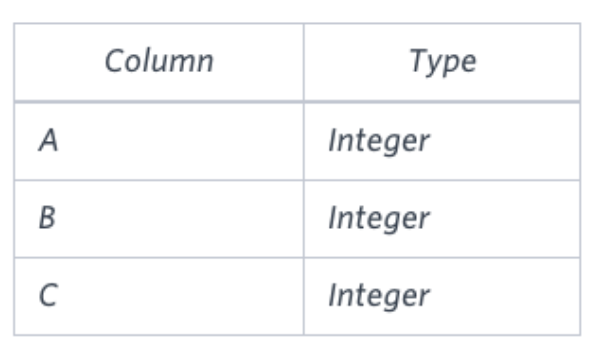 Column Type
A Integer
B Integer
C Integer